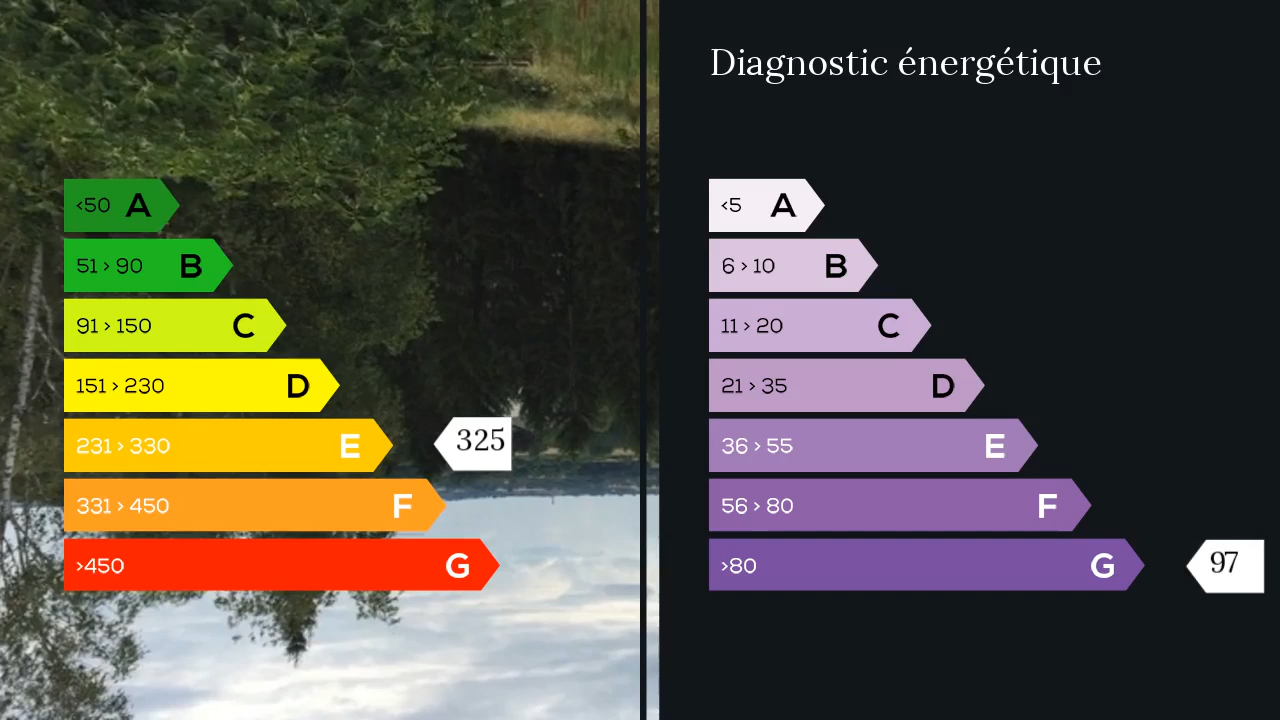 Diagnostic énergétique
<50 A
51 > 90 B
91 > 150 C
151 > 230 D
231 > 330 E
325
331 > 450 F
>450 G
<5 A
6 > 10 B
11 > 20 C
21 > 35 D
36 > 55 E
56 > 80 F
>80 G
97